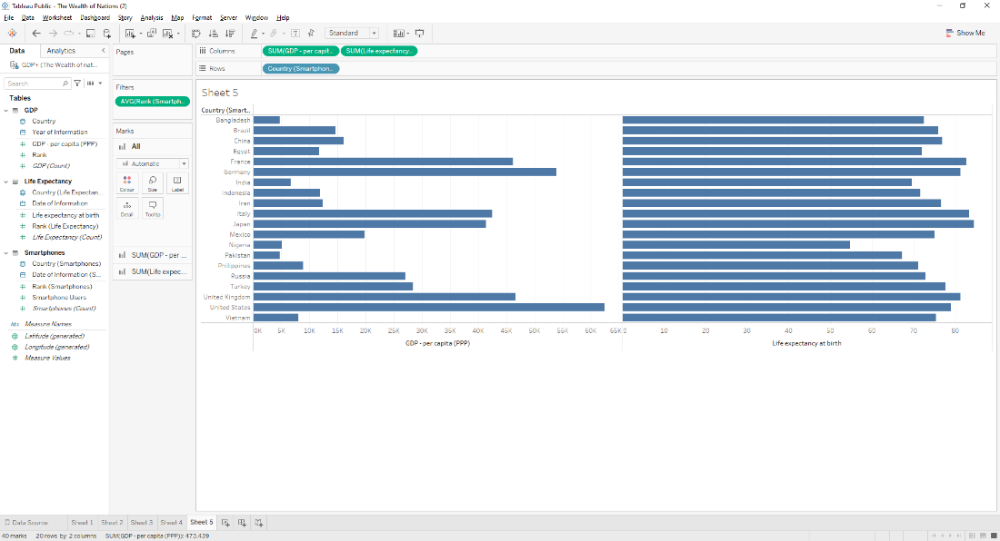 Tableau Public - The Wealth of Nations (2)
File Data Worksheet Dashboard Story Analysis Map Format Server Window Help
Standard
Show Me
Data Analytics
GDP+ (The Wealth of nat...
Search
Tables
GDP
Country
Year of Information
GDP - per capita (PPP)
Rank
GDP (Count)
Life Expectancy
Country (Life Expectan...
Date of Information
Life expectancy at birth
Rank (Life Expectancy)
Life Expectancy (Count)
Smartphones
Country (Smartphones)
Date of Information (S...
Rank (Smartphones)
Smartphone Users
Smartphones (Count)
Abc Measure Names
Latitude (generated)
Longitude (generated)
Measure Values
Pages
Filters
AVG(Rank (Smartph..
Marks
All
Automatic
Colour Size Label
Detail Tooltip
SUM(GDP - per ...
SUM(Life expec...
Columns SUM(GDP - per capit.. SUM(Life expectancy..
Rows Country (Smartphon..
Sheet 5
Country (Smart..
Bangladesh
Brazil
China
Egypt
France
Germany
India
Indonesia
Iran
Italy
Japan
Mexico
Nigeria
Pakistan
Philippines
Russia
Turkey
United Kingdom
United States
Vietnam
0K 5K 10K 15K 20K 25K 30K 35K 40K 45K 50K 55K 60K 65K 0 10 20 30 40 50 60 70 80
GDP - per capita (PPP) Life expectancy at birth
Data Source Sheet 1 Sheet 2 Sheet 3 Sheet 4 Sheet 5
40 marks 20 rows by 2 columns SUM(GDP - per capita (PPP)): 473,439